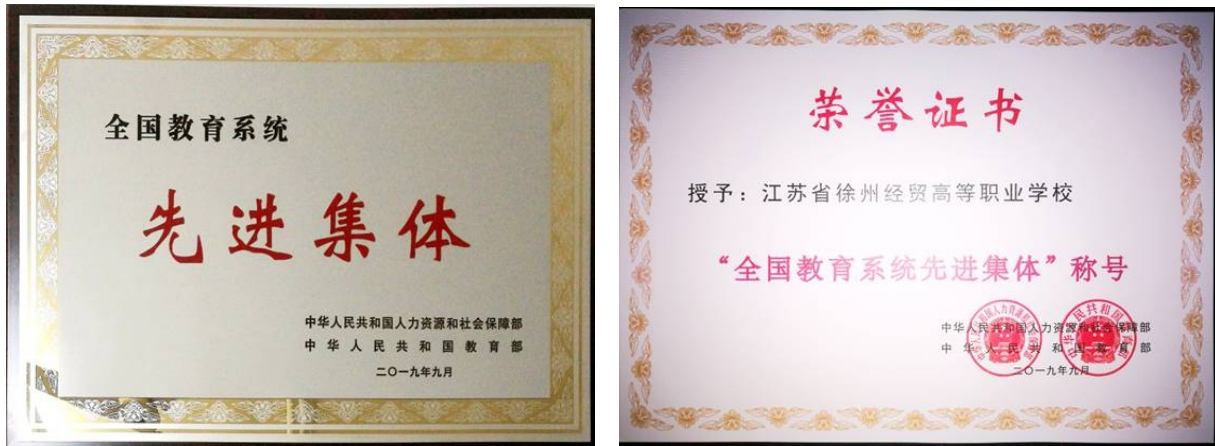 全国教育系统
先进集体
中华人民共和国人力资源和社会保障部
中华人民共和国教育部
二〇一九年九月
荣誉证书
授予：江苏省徐州经贸高等职业学校
“全国教育系统先进集体”称号
中华人民共和国人力资源和社会保障部
中华人民共和国教育部
二〇一九年九月